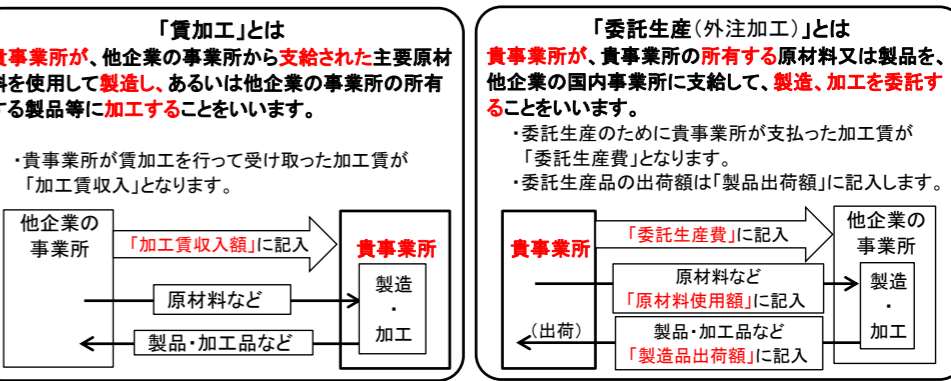 「賃加工」とは
貴事業所が、他企業の事業所から支給された主要原材
料を使用して製造し、あるいは他企業の事業所の所有
する製品等に加工することをいいます。
・貴事業所が賃加工を行って受け取った加工賃が
「加工賃収入」となります。
他企業の
事業所
「加工賃収入額」に記入
貴事業所
製造
・
加工
原材料など
製品・加工品など
「委託生産(外注加工)」とは
貴事業所が、貴事業所の所有する原材料又は製品を、
他企業の国内事業所に支給して、製造、加工を委託す
ることをいいます。
・委託生産のために貴事業所が支払った加工賃が
「委託生産費」となります。
・委託生産品の出荷額は「製品出荷額」に記入します。
貴事業所
「委託生産費」に記入
他企業の
事業所
原材料など
「原材料使用額」に記入
製造
・
加工
(出荷)
製品・加工品など
「製造品出荷額」に記入